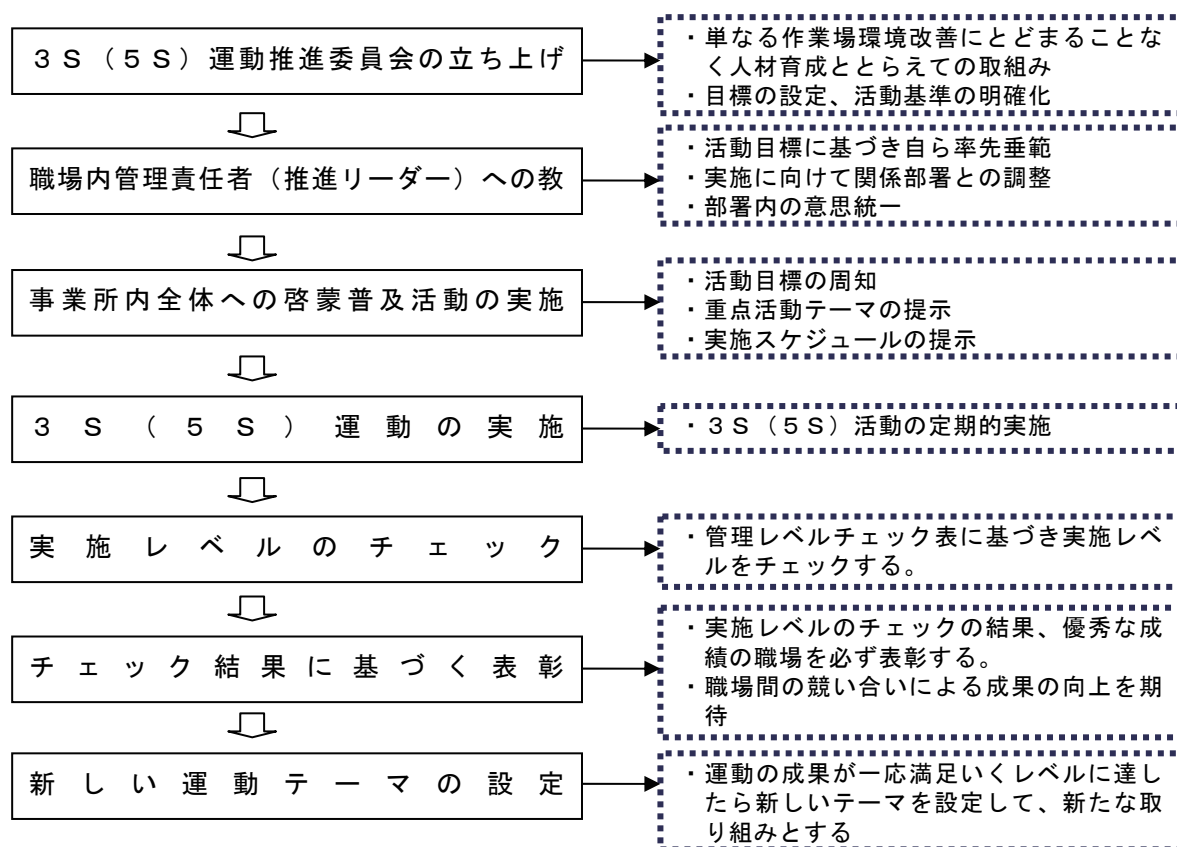 3S(5S)運動推進委員会の立ち上げ
・単なる作業場環境改善にとどまることな
く人材育成ととらえての取組み
・目標の設定、活動基準の明確化
職場内管理責任者(推進リーダー)への教
・活動目標に基づき自ら率先垂範
・実施に向けて関係部署との調整
・部署内の意思統一
事業所内全体への啓蒙普及活動の実施
・活動目標の周知
・重点活動テーマの提示
・実施スケジュールの提示
3S(5S)運動の実施
・3S(5S)活動の定期的実施
実施レベルのチェック
・管理レベルチェック表に基づき実施レベ
ルをチェックする。
チェック結果に基づく表彰
・実施レベルのチェックの結果、優秀な成
績の職場を必ず表彰する。
・職場間の競い合いによる成果の向上を期
待
新しい運動テーマの設定
・運動の成果が一応満足いくレベルに達し
たら新しいテーマを設定して、新たな取
り組みとする